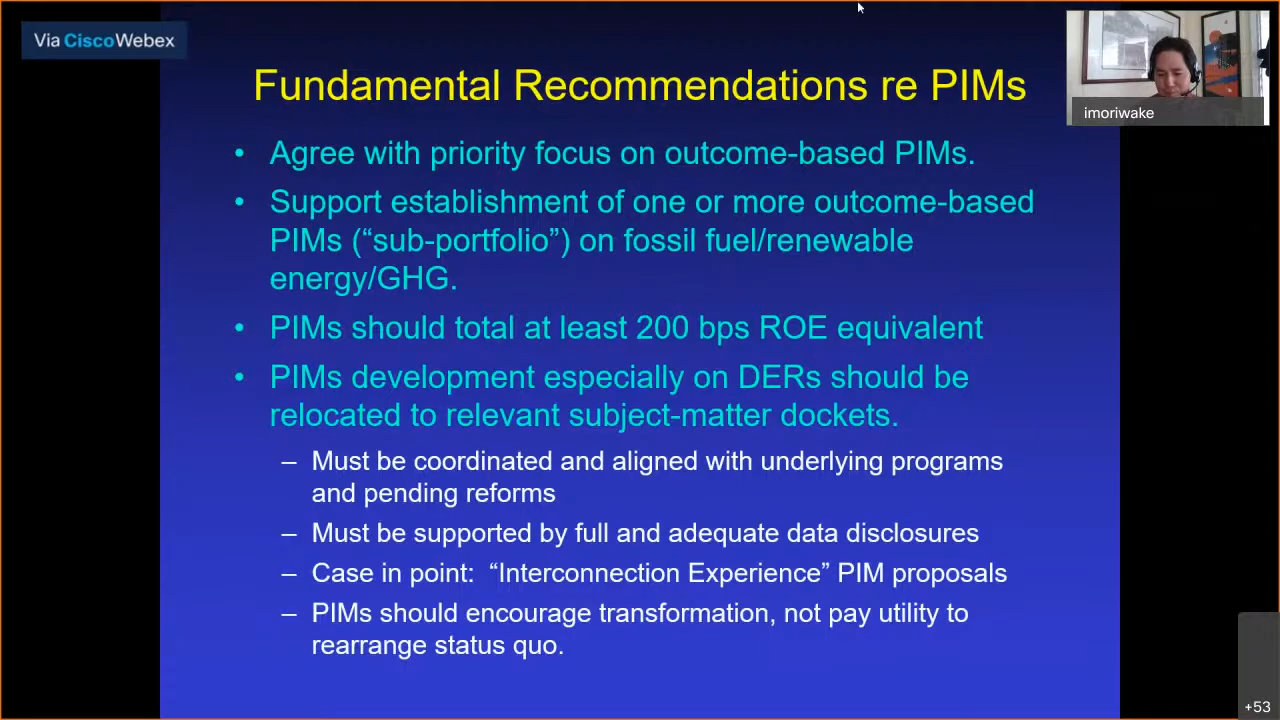 Via CiscoWebex
Fundamental Recommendations re PIMs
imoriwake
• Agree with priority focus on outcome-based PIMs.
• Support establishment of one or more outcome-based
PIMs (“sub-portfolio”) on fossil fuel/renewable
energy/GHG.
• PIMs should total at least 200 bps ROE equivalent
• PIMs development especially on DERs should be
relocated to relevant subject-matter dockets.
– Must be coordinated and aligned with underlying programs
and pending reforms
– Must be supported by full and adequate data disclosures
– Case in point:  “Interconnection Experience” PIM proposals
– PIMs should encourage transformation, not pay utility to
rearrange status quo.
+53